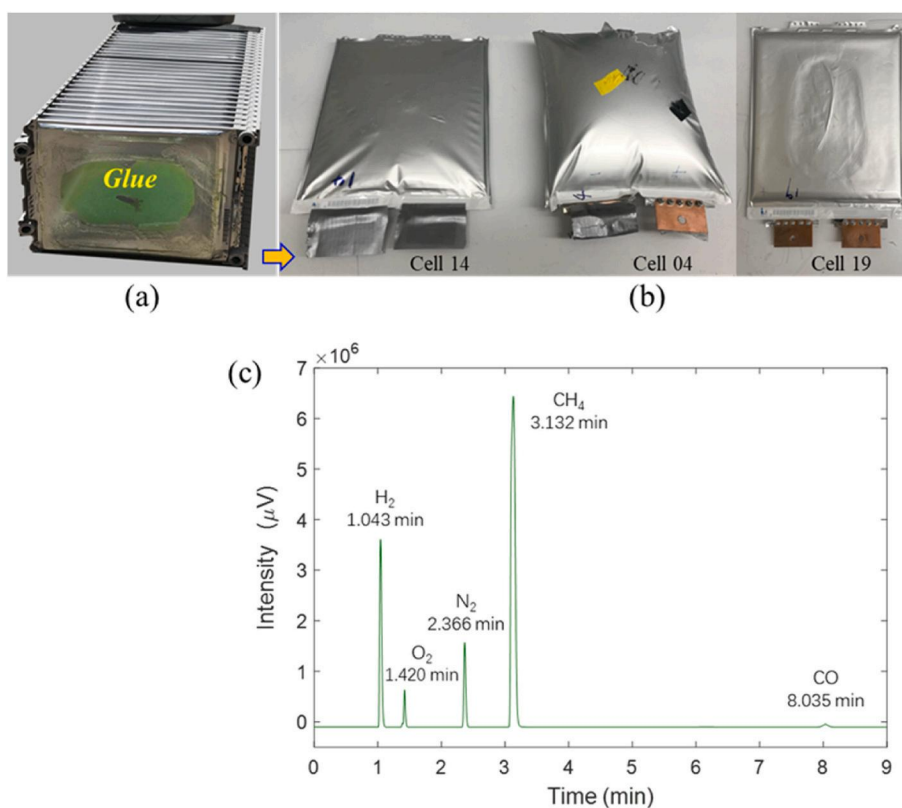 Glue
Cell 14
Cell 04
Cell 19
(a)
(b)
(c)
×10⁶
7
6
5
4
3
2
1
0
Intensity (μV)
H₂
1.043 min
O₂
1.420 min
N₂
2.366 min
CH₄
3.132 min
CO
8.035 min
0 1 2 3 4 5 6 7 8 9
Time (min)